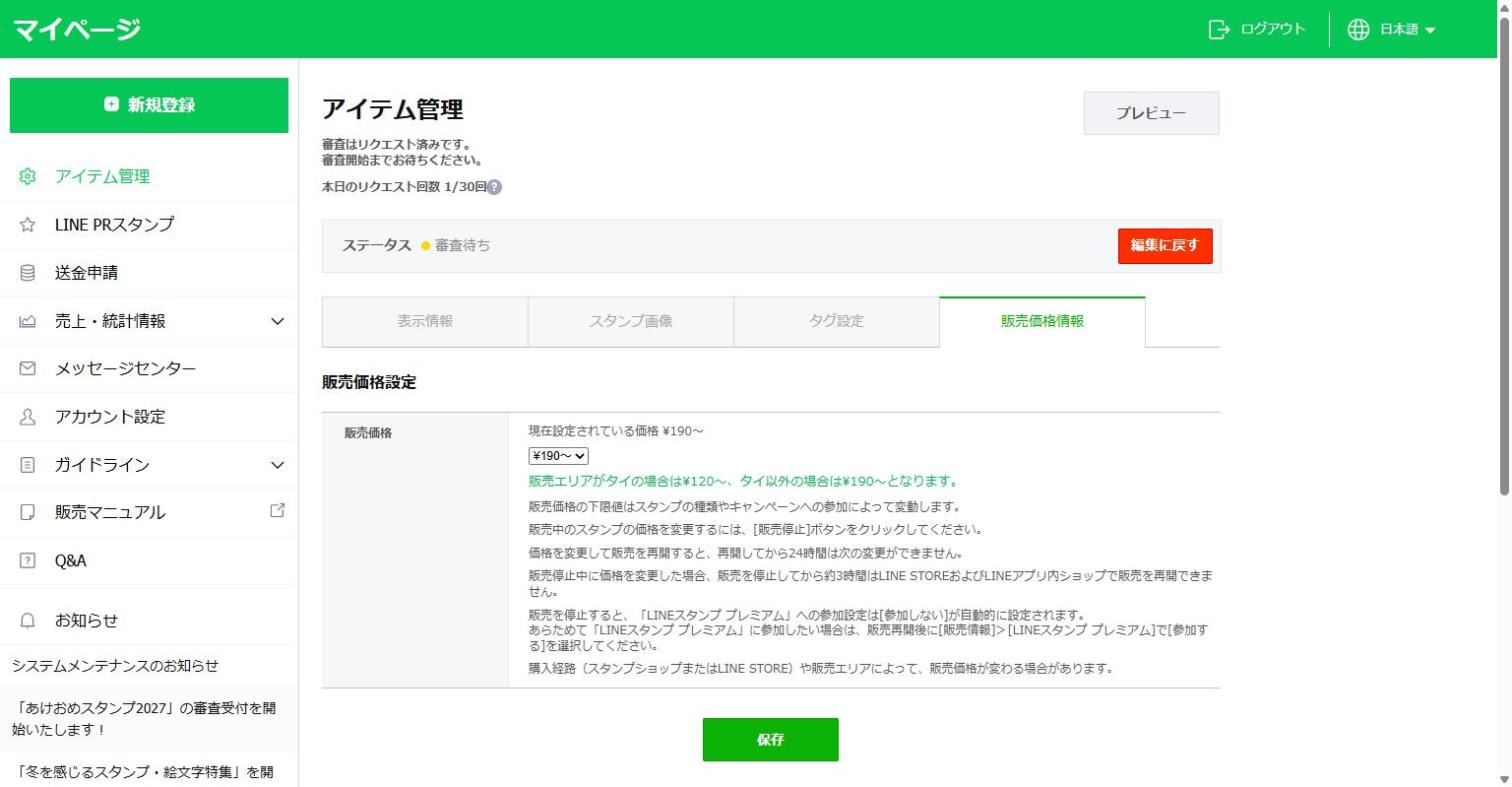 マイページ
ログアウト
日本語
新規登録
アイテム管理
LINE PRスタンプ
送金申請
売上・統計情報
メッセージセンター
アカウント設定
ガイドライン
販売マニュアル
Q&A
お知らせ
システムメンテナンスのお知らせ
「あけおめスタンプ2027」の審査受付を開
始いたします！
「冬を感じるスタンプ・絵文字特集」を開
アイテム管理
プレビュー
審査はリクエスト済みです。
審査開始までお待ちください。
本日のリクエスト回数 1/30回?
ステータス 審査待ち
編集に戻す
表示情報
スタンプ画像
タグ設定
販売価格情報
販売価格設定
販売価格
現在設定されている価格 ¥190～
¥190～
販売エリアがタイの場合は¥120～、タイ以外の場合は¥190～となります。
販売価格の下限値はスタンプの種類やキャンペーンへの参加によって変動します。
販売中のスタンプの価格を変更するには、[販売停止]ボタンをクリックしてください。
価格を変更して販売を再開すると、再開してから24時間は次の変更ができません。
販売停止中に価格を変更した場合、販売を停止してから約3時間はLINE STOREおよびLINEアプリ内ショップで販売を再開できま
せん。
販売を停止すると、「LINEスタンプ プレミアム」への参加設定は[参加しない]が自動的に設定されます。
あらためて「LINEスタンプ プレミアム」に参加したい場合は、販売再開後に[販売情報]＞[LINEスタンプ プレミアム]で[参加す
る]を選択してください。
購入経路（スタンプショップまたはLINE STORE）や販売エリアによって、販売価格が変わる場合があります。
保存